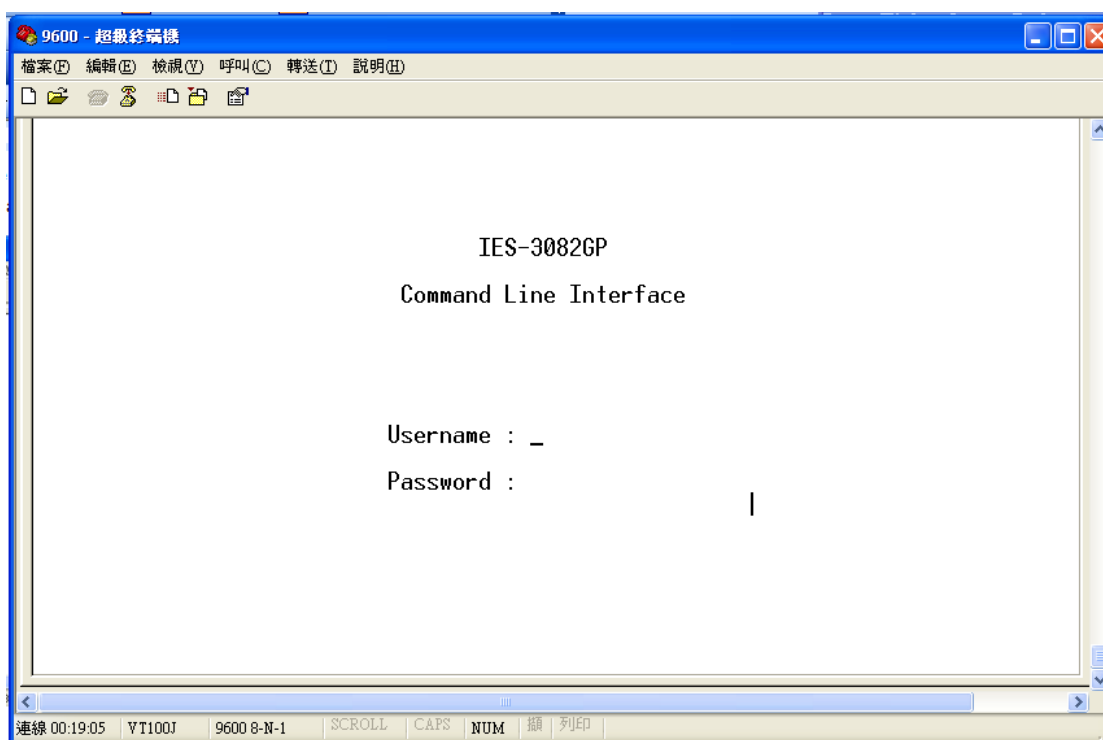 9600 - 超級終端機
檔案(F) 編輯(E) 檢視(V) 呼叫(C) 轉送(T) 說明(H)
IES-3082GP
Command Line Interface
Username : _
Password :
連線 00:19:05 VT100J 9600 8-N-1 SCROLL CAPS NUM 擷 列印